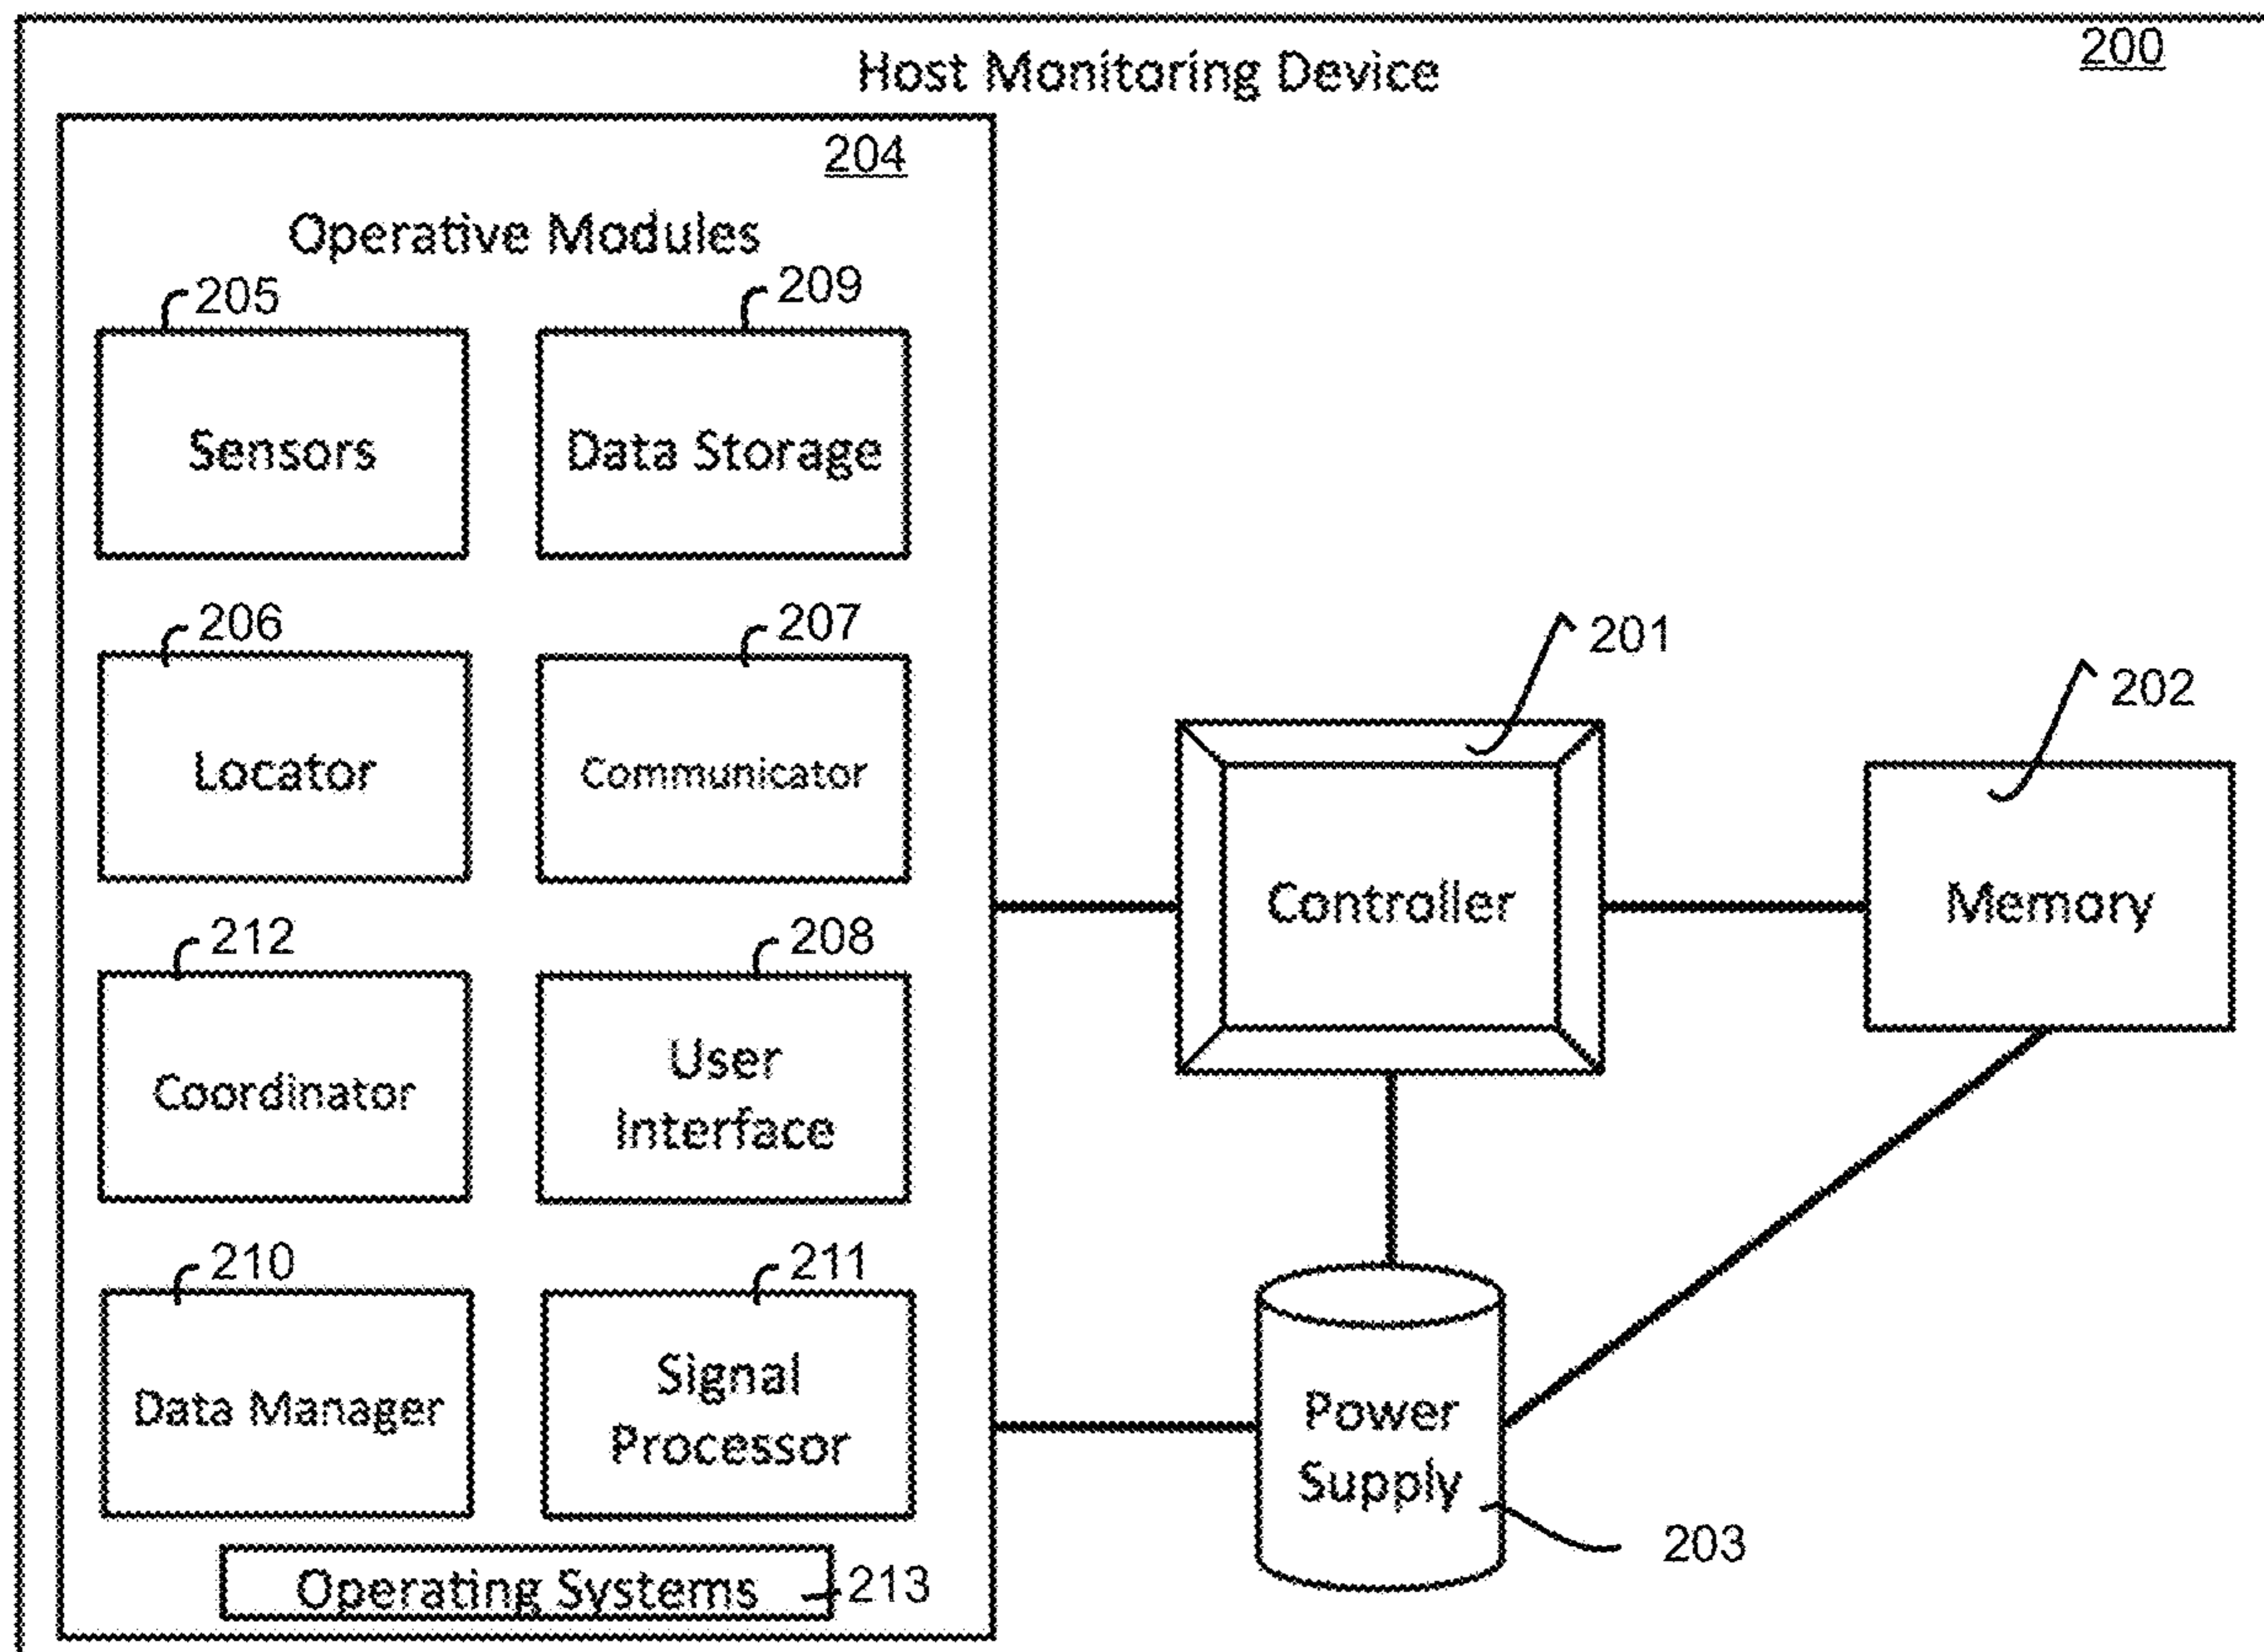 200
Host Monitoring Device
204
Operative Modules
205
209
Sensors
Data Storage
206
207
201
202
Locator
Communicator
Controller
Memory
212
208
Coordinator
User
Interface
210
211
Data Manager
Signal
Processor
Power
Supply
203
Operating Systems
213